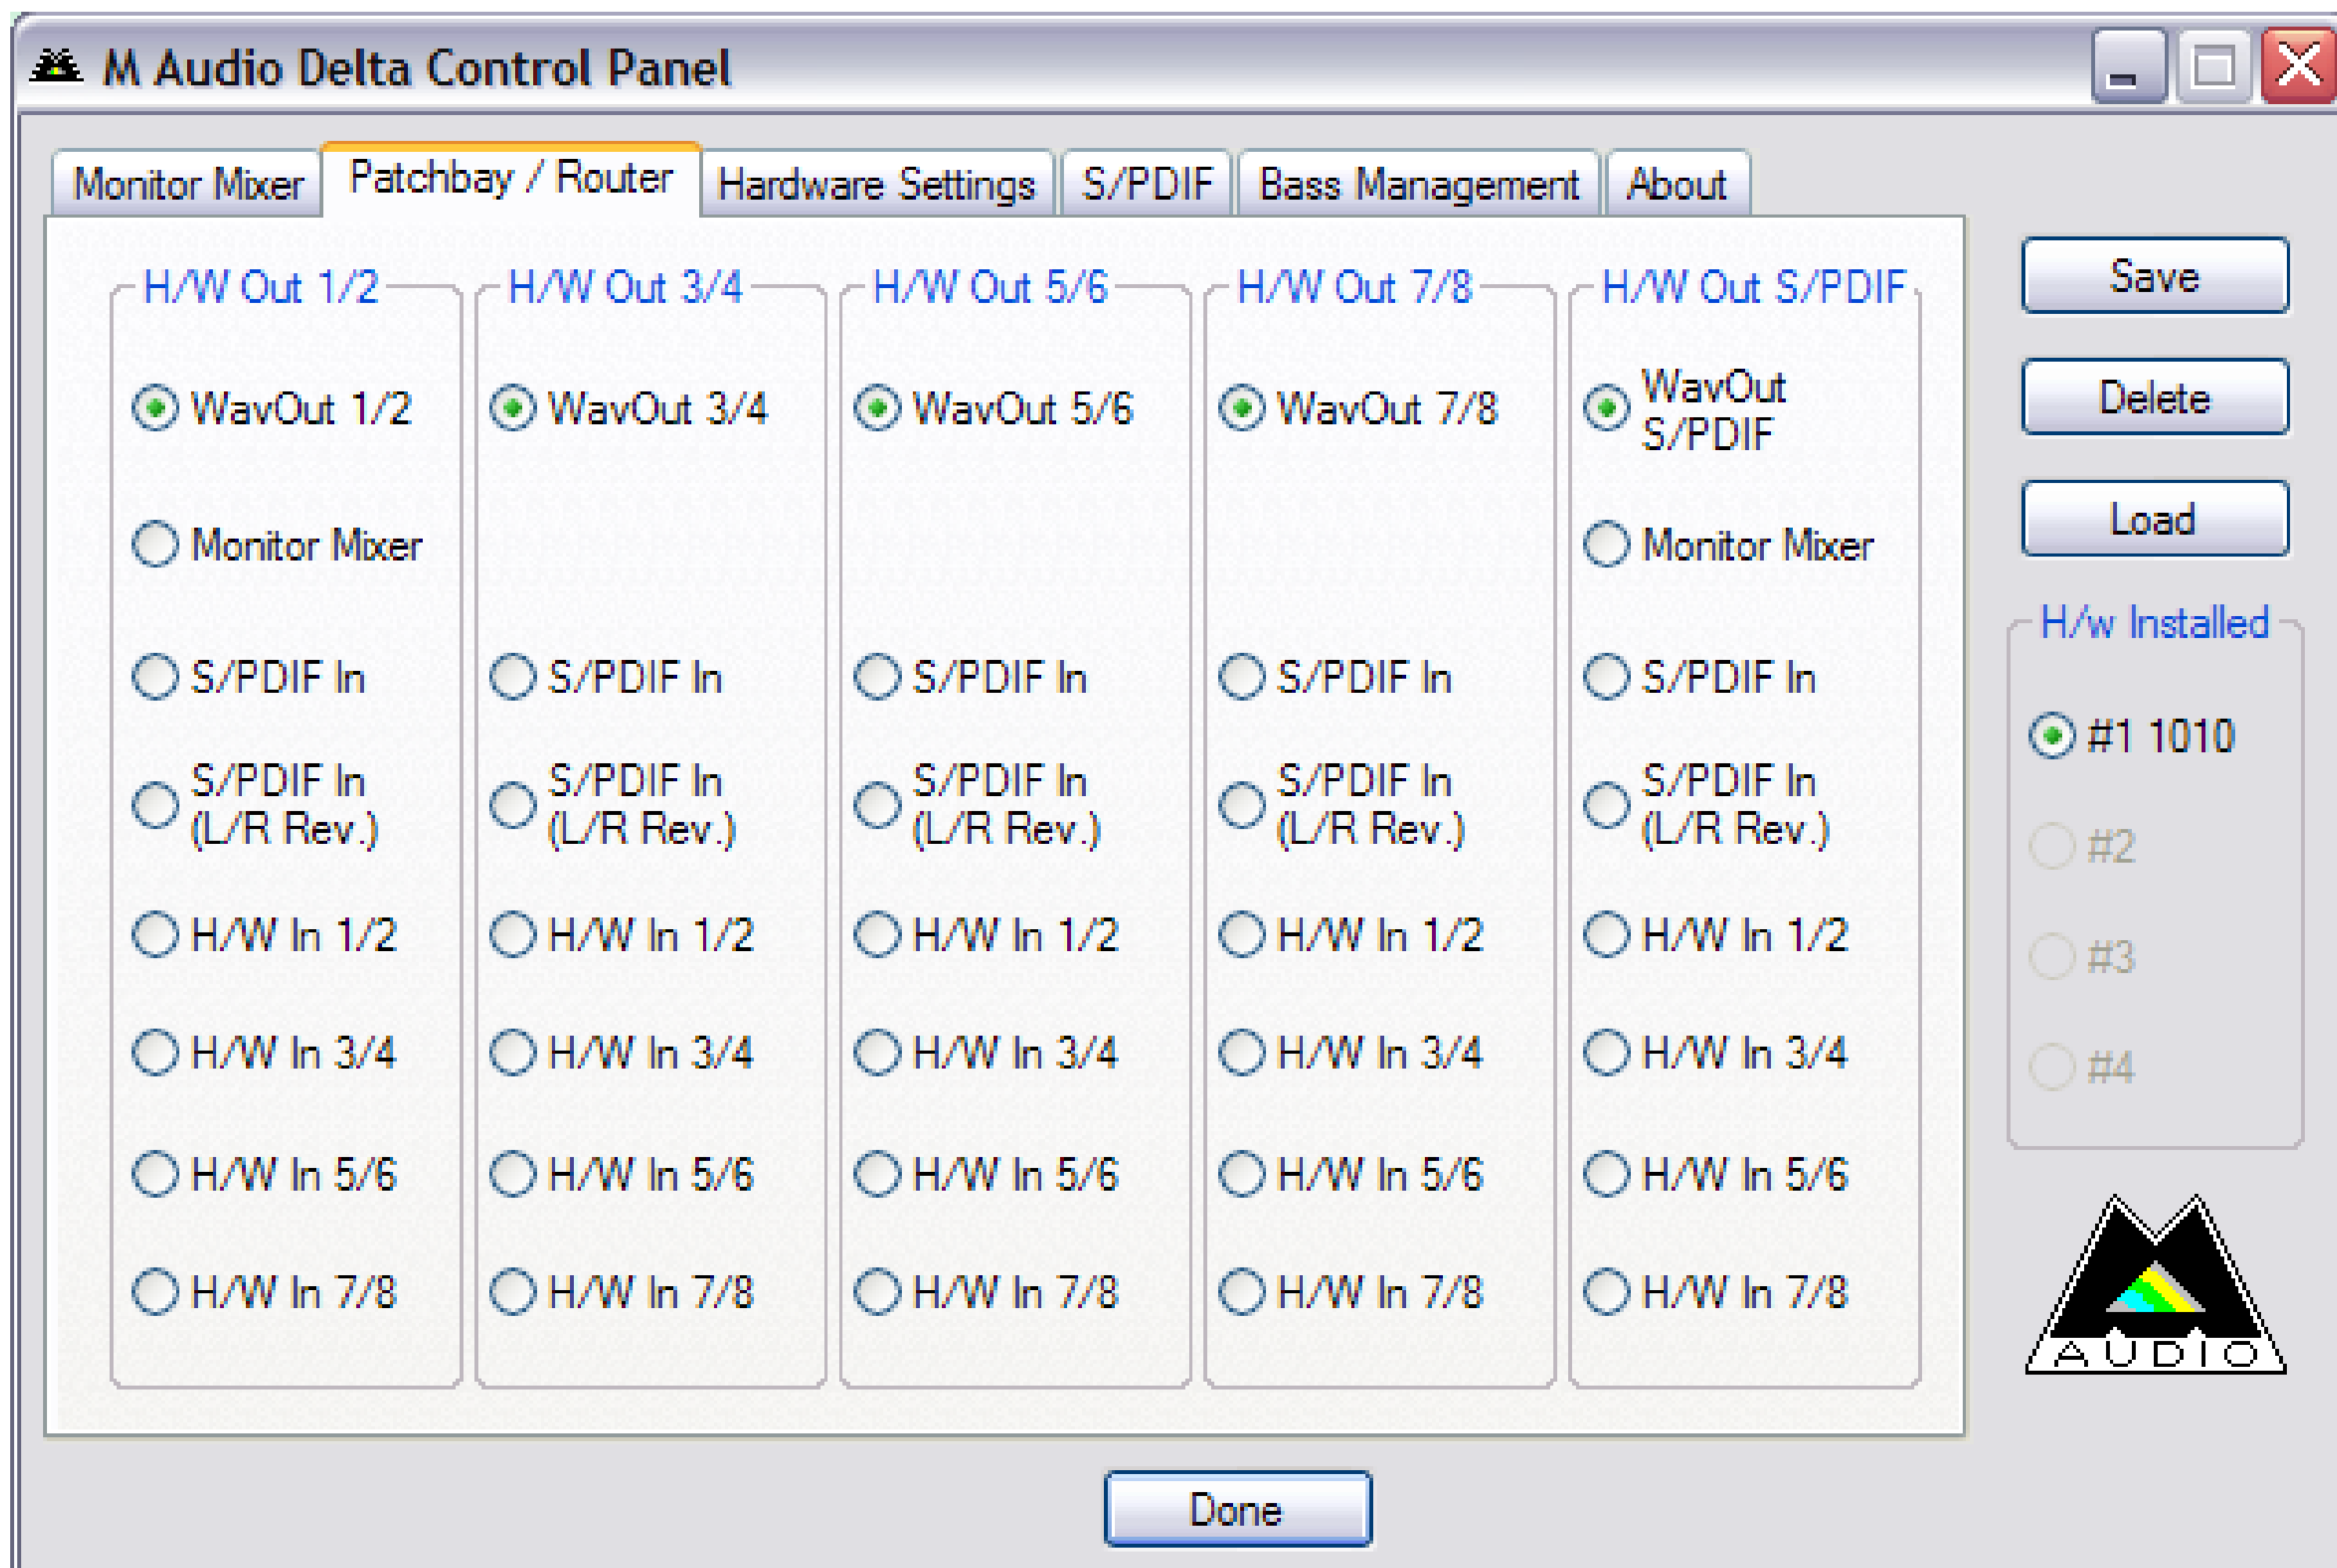 M Audio Delta Control Panel
Monitor Mixer
Patchbay / Router
Hardware Settings
S/PDIF
Bass Management
About
H/W Out 1/2
WavOut 1/2
Monitor Mixer
S/PDIF In
S/PDIF In
(L/R Rev.)
H/W In 1/2
H/W In 3/4
H/W In 5/6
H/W In 7/8
H/W Out 3/4
WavOut 3/4
S/PDIF In
S/PDIF In
(L/R Rev.)
H/W In 1/2
H/W In 3/4
H/W In 5/6
H/W In 7/8
H/W Out 5/6
WavOut 5/6
S/PDIF In
S/PDIF In
(L/R Rev.)
H/W In 1/2
H/W In 3/4
H/W In 5/6
H/W In 7/8
H/W Out 7/8
WavOut 7/8
S/PDIF In
S/PDIF In
(L/R Rev.)
H/W In 1/2
H/W In 3/4
H/W In 5/6
H/W In 7/8
H/W Out S/PDIF
WavOut
S/PDIF
Monitor Mixer
S/PDIF In
S/PDIF In
(L/R Rev.)
H/W In 1/2
H/W In 3/4
H/W In 5/6
H/W In 7/8
Save
Delete
Load
H/w Installed
#1 1010
#2
#3
#4
AUDIO
Done